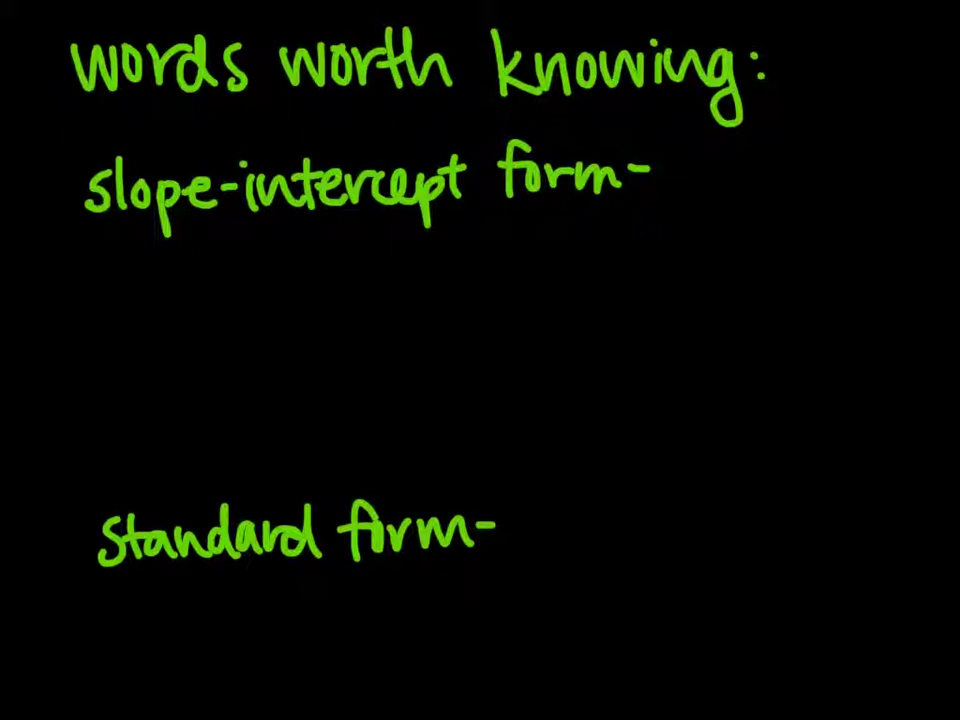 words worth knowing:
slope-intercept form-
standard form-